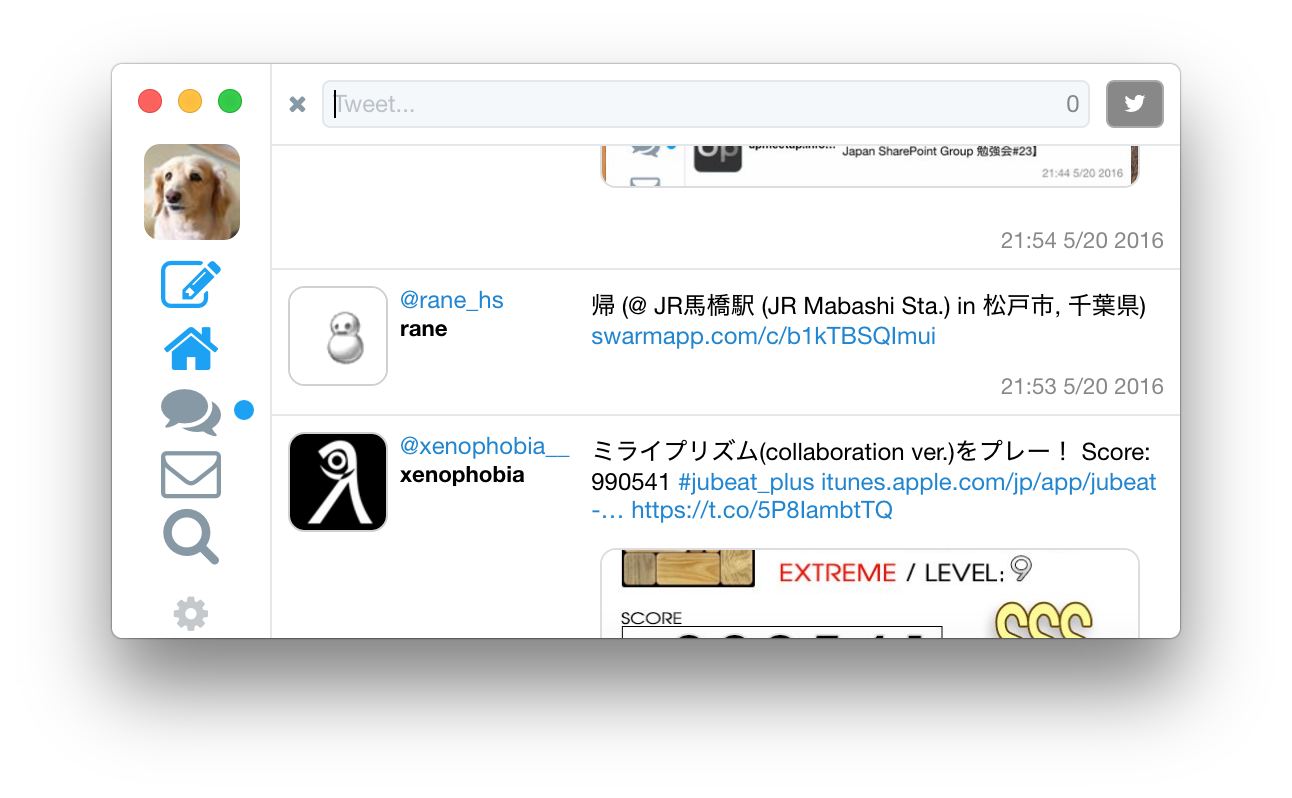 Tweet... 0
Japan SharePoint Group 勉強会#23】
21:44 5/20 2016
21:54 5/20 2016
@rane_hs
rane
帰 (@ JR馬橋駅 (JR Mabashi Sta.) in 松戸市, 千葉県)
swarmapp.com/c/b1kTBSQImui
21:53 5/20 2016
@xenophobia__
xenophobia
ミライプリズム(collaboration ver.)をプレー！ Score:
990541 #jubeat_plus itunes.apple.com/jp/app/jubeat
-… https://t.co/5P8IambtTQ
EXTREME / LEVEL: 9
SCORE
SSS